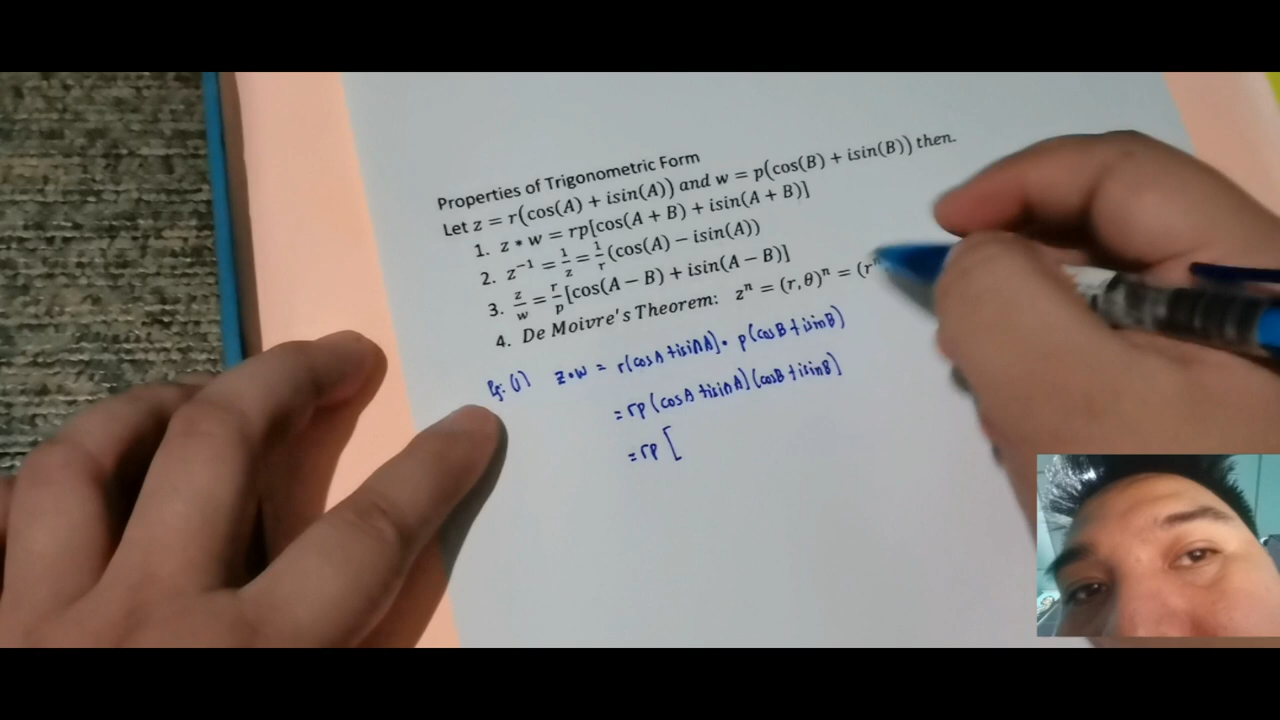 Properties of Trigonometric Form
Let z = r(cos(A) + isin(A)) and w = p(cos(B) + isin(B)) then.
1. z * w = rp[cos(A + B) + isin(A + B)]
2. z⁻¹ = 1/z = 1/r (cos(A) − isin(A))
3. z/w = r/p [cos(A − B) + isin(A − B)]
4. De Moivre's Theorem: zⁿ = (r, θ)ⁿ = (rⁿ
(1) z•w = r(cosA + isinA) • p(cosB + isinB)
= rp (cosA + isinA)(cosB + isinB)
= rp [